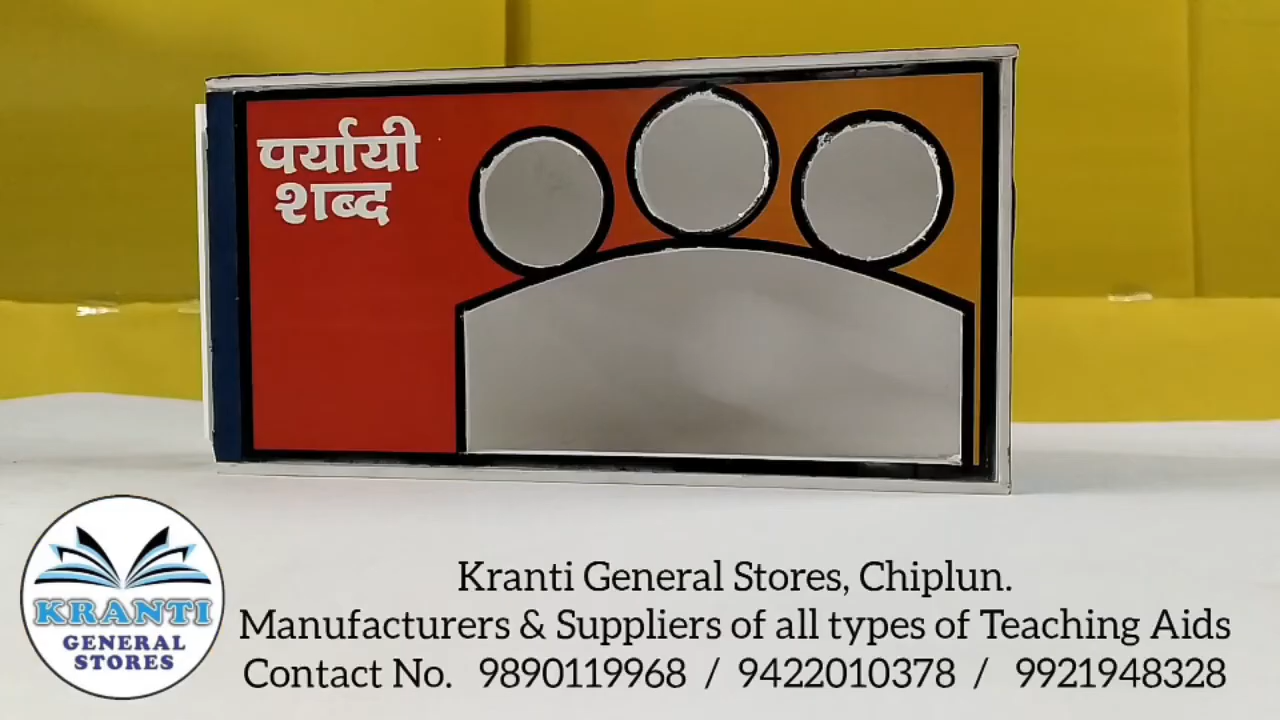 पर्यायी
शब्द
KRANTI
GENERAL
STORES
Kranti General Stores, Chiplun.
Manufacturers & Suppliers of all types of Teaching Aids
Contact No. 9890119968 / 9422010378 / 9921948328